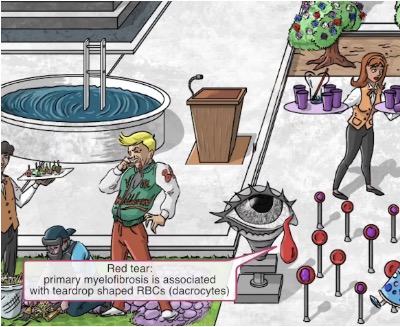 Red tear:
primary myelofibrosis is associated
with teardrop shaped RBCs (dacrocytes)